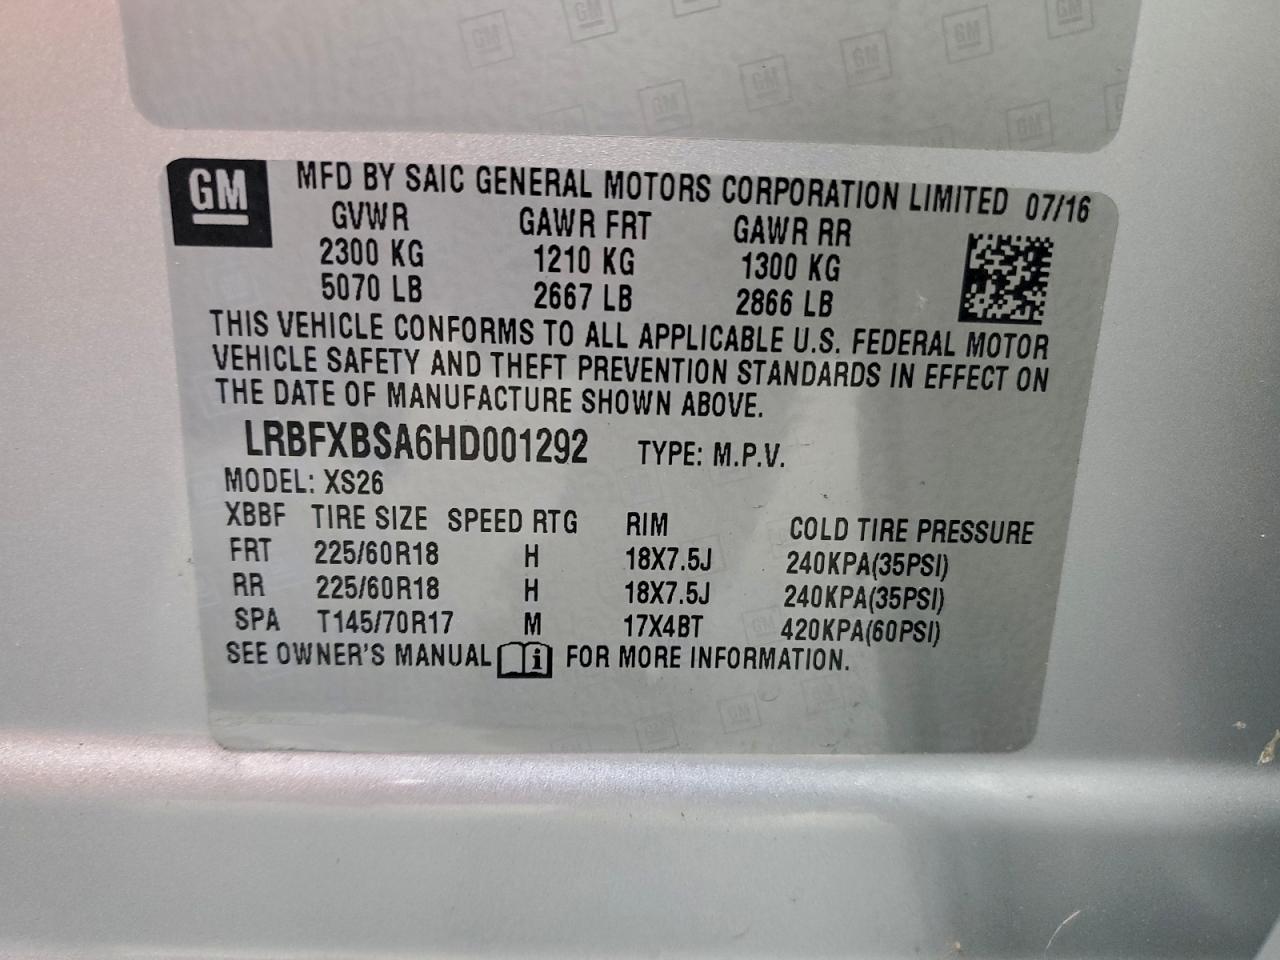 GM
MFD BY SAIC GENERAL MOTORS CORPORATION LIMITED 07/16
GVWR GAWR FRT GAWR RR
2300 KG 1210 KG 1300 KG
5070 LB 2667 LB 2866 LB
THIS VEHICLE CONFORMS TO ALL APPLICABLE U.S. FEDERAL MOTOR
VEHICLE SAFETY AND THEFT PREVENTION STANDARDS IN EFFECT ON
THE DATE OF MANUFACTURE SHOWN ABOVE.
LRBFXBSA6HD001292 TYPE: M.P.V.
MODEL: XS26
XBBF TIRE SIZE SPEED RTG RIM COLD TIRE PRESSURE
FRT 225/60R18 H 18X7.5J 240KPA(35PSI)
RR 225/60R18 H 18X7.5J 240KPA(35PSI)
SPA T145/70R17 M 17X4BT 420KPA(60PSI)
SEE OWNER'S MANUAL i FOR MORE INFORMATION.